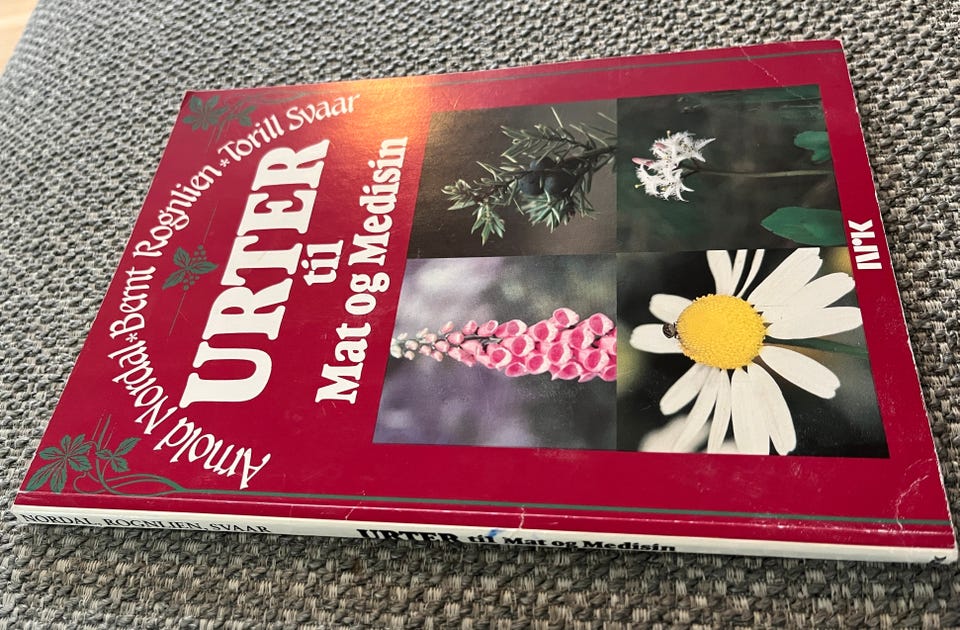 Arnold Nordal*Bernt Rognlien*Torill Svaar
URTER
til
Mat og Medisin
NRK
NORDAL, ROGNLIEN, SVAAR
URTER til Mat og Medisin